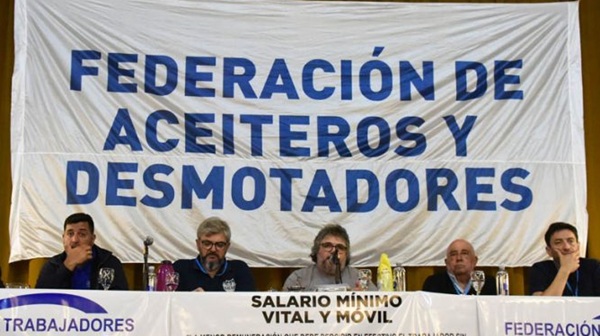 FEDERACIÓN DE
ACEITEROS Y
DESMOTADORES
SALARIO MÍNIMO
VITAL Y MÓVIL
TRABAJADORES
FEDERACIÓN